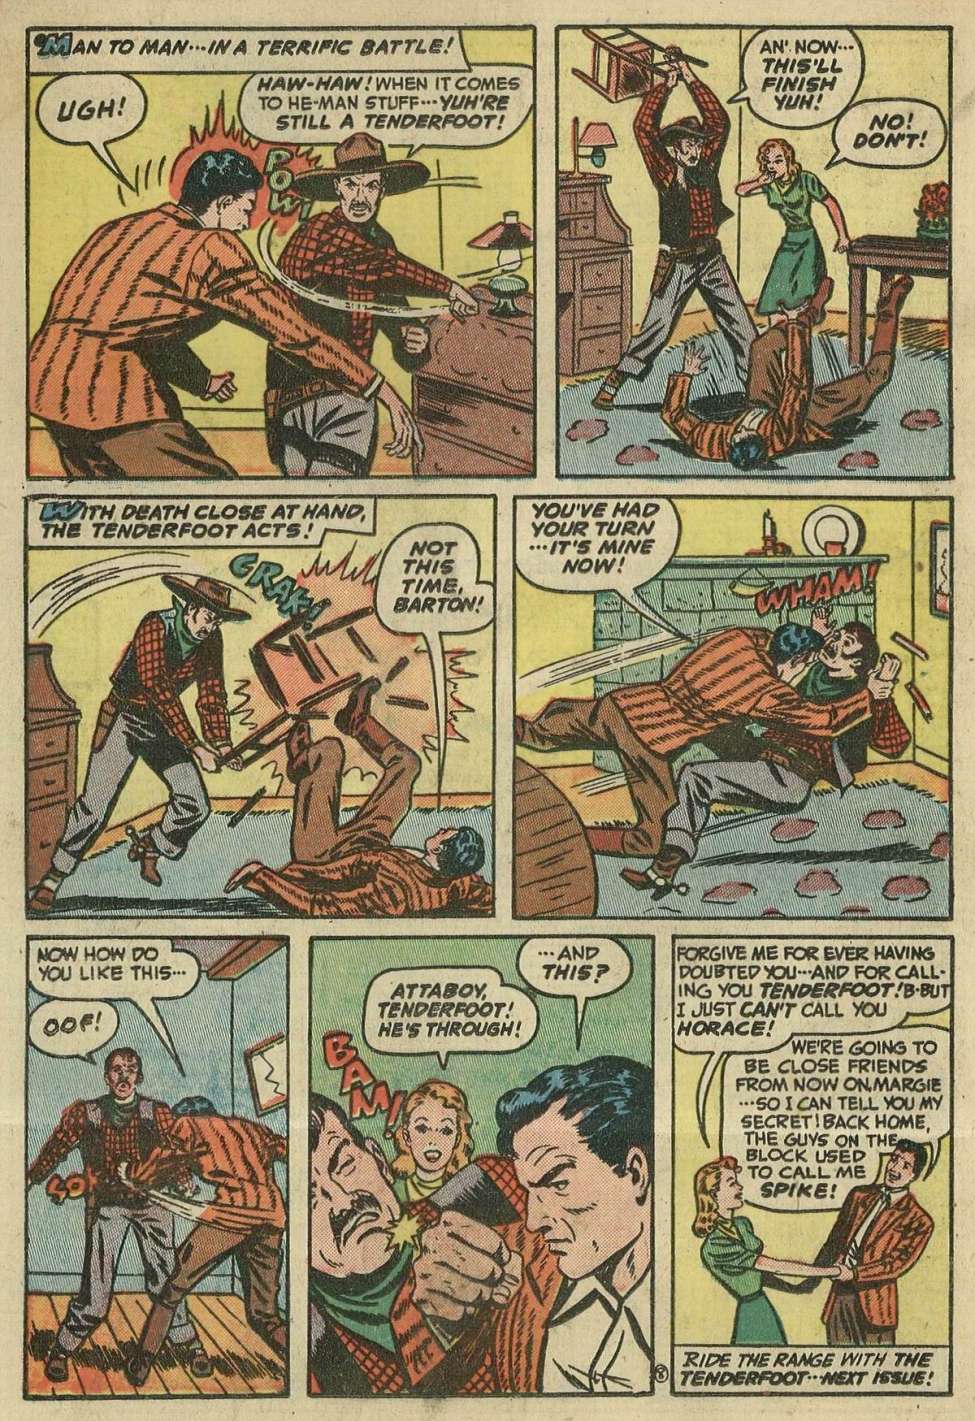 MAN TO MAN---IN A TERRIFIC BATTLE!
UGH!
HAW-HAW! WHEN IT COMES
TO HE-MAN STUFF---YUH'RE
STILL A TENDERFOOT!
POW!
AN' NOW---
THIS'LL
FINISH
YUH!
NO!
DON'T!
WITH DEATH CLOSE AT HAND,
THE TENDERFOOT ACTS!
CRAK!
NOT
THIS
TIME,
BARTON!
YOU'VE HAD
YOUR TURN
---IT'S MINE
NOW!
WHAM!
NOW HOW DO
YOU LIKE THIS---
OOF!
ATTABOY,
TENDERFOOT!
HE'S THROUGH!
---AND
THIS?
BAM!
FORGIVE ME FOR EVER HAVING
DOUBTED YOU---AND FOR CALL-
ING YOU TENDERFOOT! B-BUT
I JUST CAN'T CALL YOU
HORACE!
WE'RE GOING TO
BE CLOSE FRIENDS
FROM NOW ON, MARGIE
---SO I CAN TELL YOU MY
SECRET! BACK HOME,
THE GUYS ON THE
BLOCK USED
TO CALL ME
SPIKE!
8
RIDE THE RANGE WITH THE
TENDERFOOT---NEXT ISSUE!